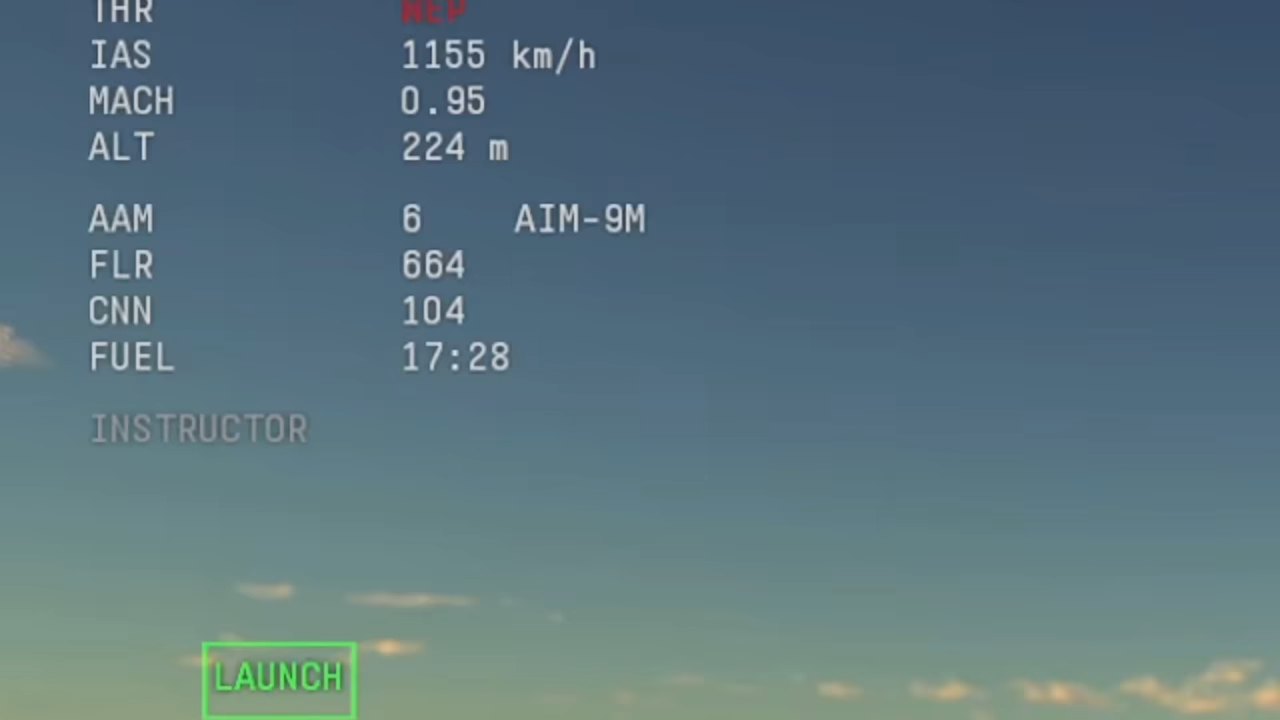 THR WEP
IAS 1155 km/h
MACH 0.95
ALT 224 m
AAM 6 AIM-9M
FLR 664
CNN 104
FUEL 17:28
INSTRUCTOR
LAUNCH